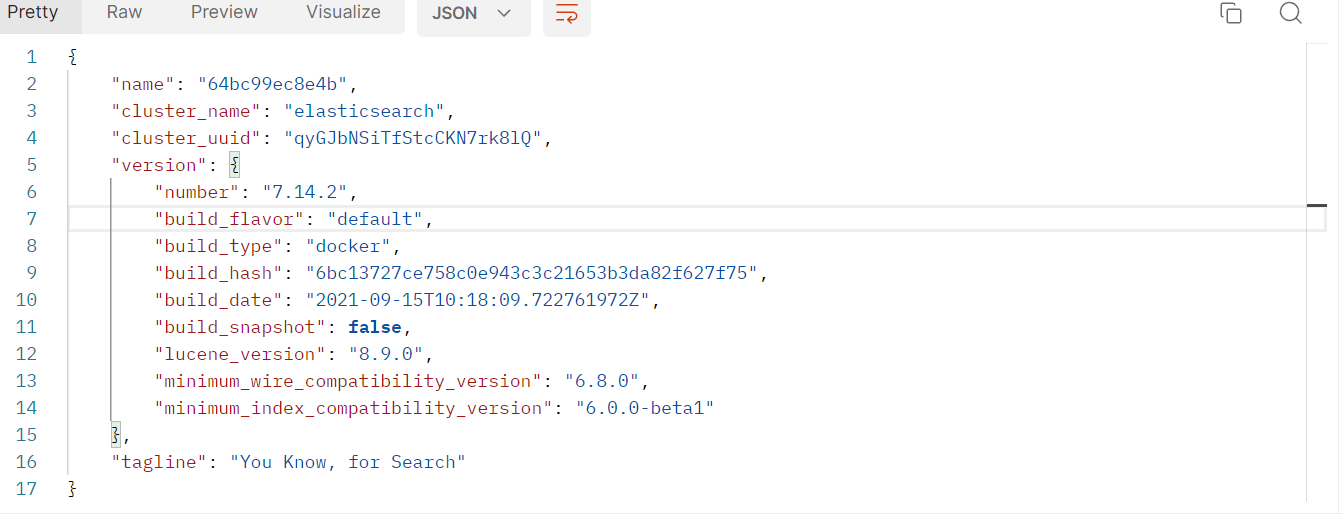 Pretty Raw Preview Visualize JSON
1 {
2 "name": "64bc99ec8e4b",
3 "cluster_name": "elasticsearch",
4 "cluster_uuid": "qyGJbNSiTfStcCKN7rk8lQ",
5 "version": {
6 "number": "7.14.2",
7 "build_flavor": "default",
8 "build_type": "docker",
9 "build_hash": "6bc13727ce758c0e943c3c21653b3da82f627f75",
10 "build_date": "2021-09-15T10:18:09.722761972Z",
11 "build_snapshot": false,
12 "lucene_version": "8.9.0",
13 "minimum_wire_compatibility_version": "6.8.0",
14 "minimum_index_compatibility_version": "6.0.0-beta1"
15 },
16 "tagline": "You Know, for Search"
17 }